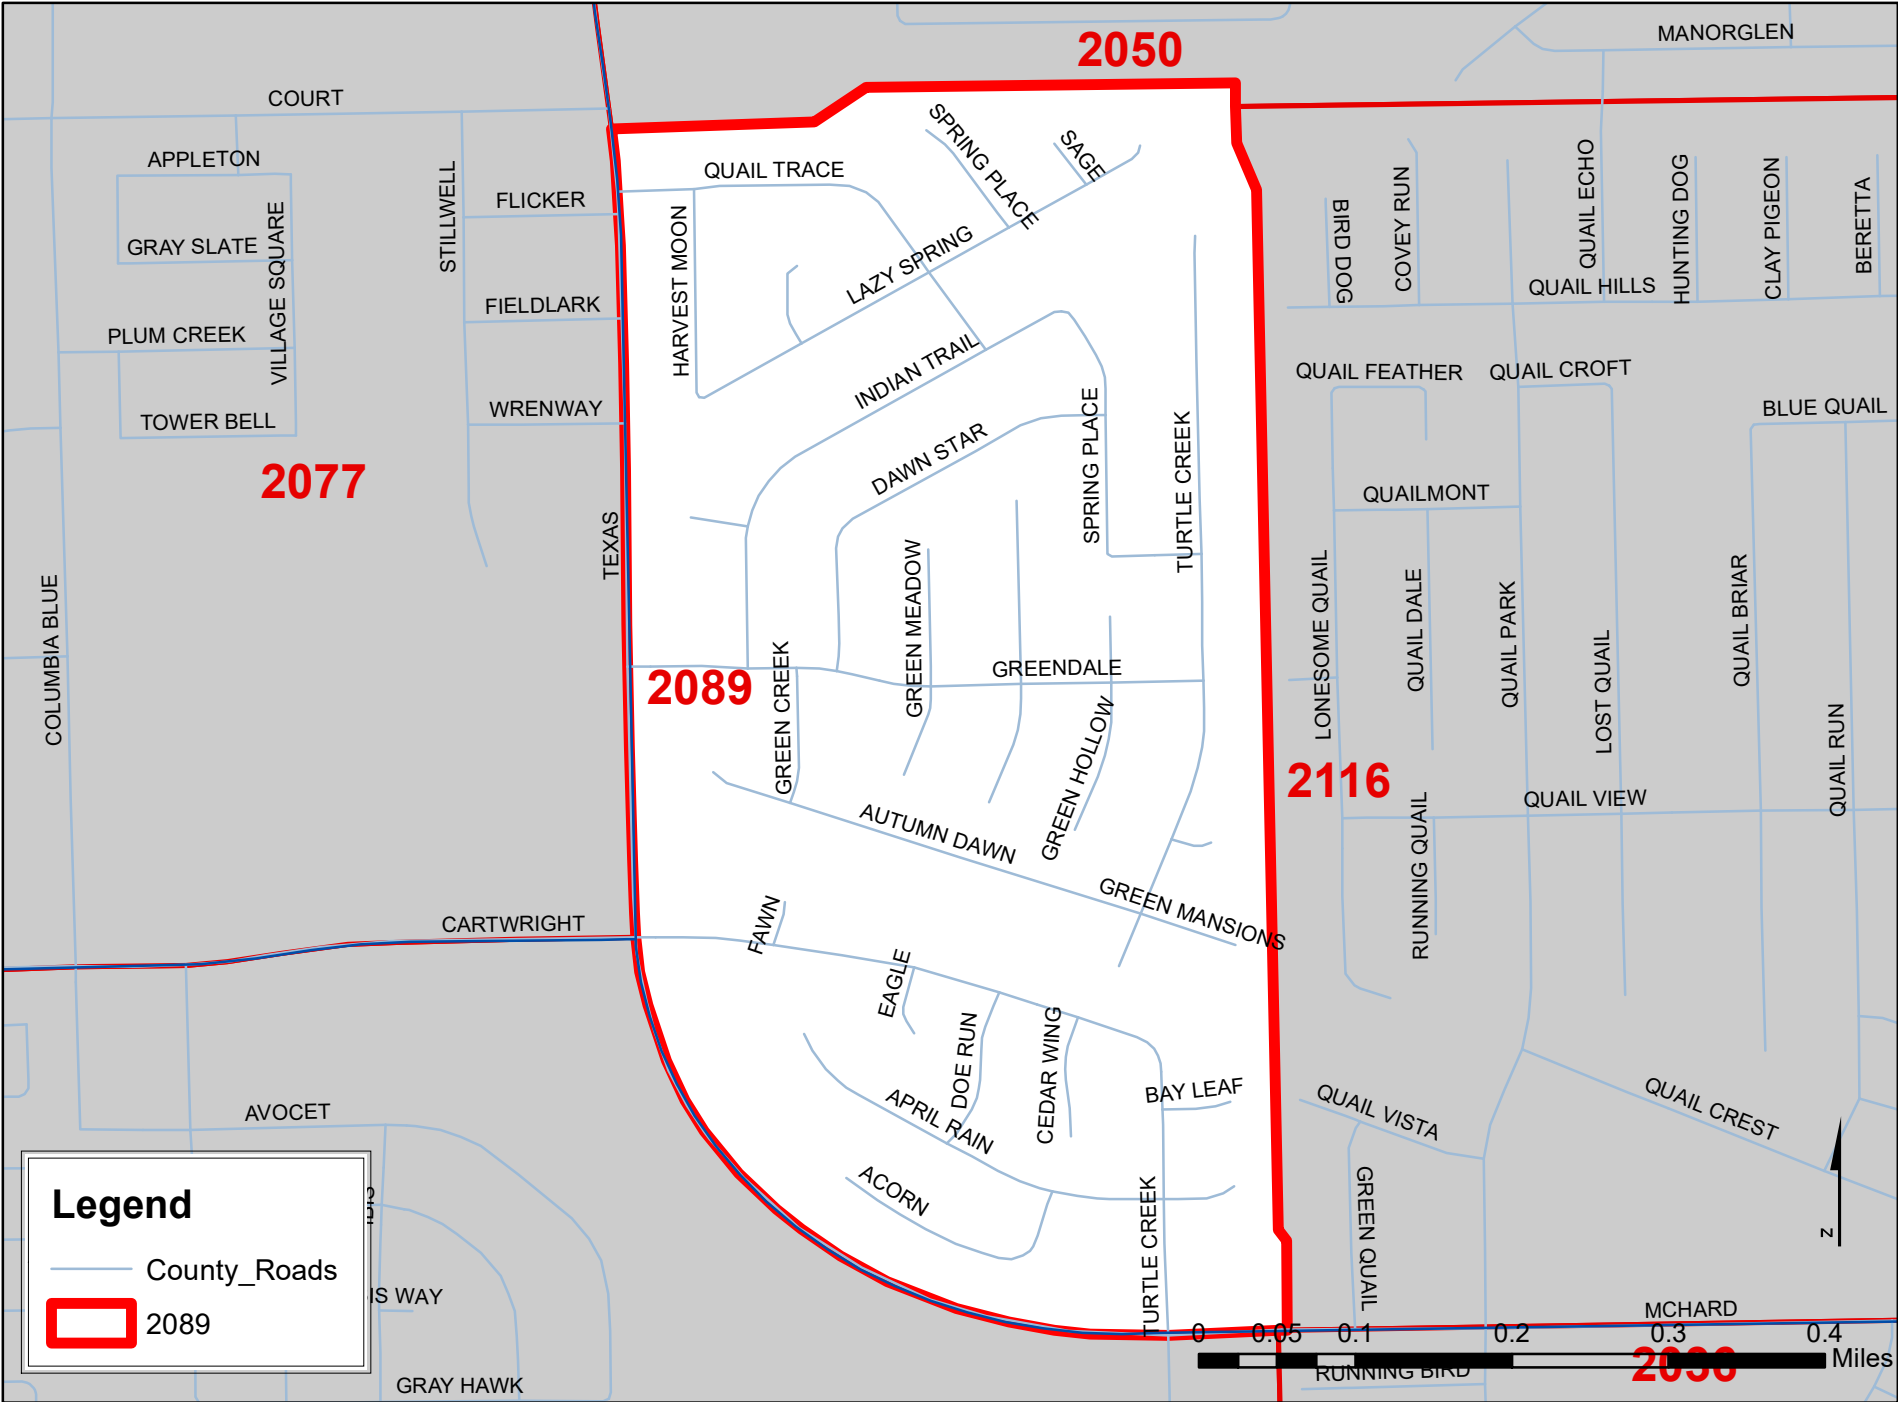 MANORGLEN
2050
COURT
SPRING PLACE
SAGE
APPLETON
QUAIL TRACE
STILLWELL
FLICKER
BIRD DOG
COVEY RUN
QUAIL ECHO
HUNTING DOG
CLAY PIGEON
BERETTA
GRAY SLATE
VILLAGE SQUARE
HARVEST MOON
LAZY SPRING
QUAIL HILLS
FIELDLARK
PLUM CREEK
INDIAN TRAIL
QUAIL FEATHER
QUAIL CROFT
WRENWAY
BLUE QUAIL
TOWER BELL
DAWN STAR
SPRING PLACE
TURTLE CREEK
2077
QUAILMONT
TEXAS
GREEN MEADOW
LONESOME QUAIL
QUAIL DALE
QUAIL PARK
LOST QUAIL
QUAIL BRIAR
COLUMBIA BLUE
GREENDALE
2089
GREEN CREEK
GREEN HOLLOW
2116
QUAIL RUN
QUAIL VIEW
RUNNING QUAIL
AUTUMN DAWN
GREEN MANSIONS
FAWN
CARTWRIGHT
EAGLE
DOE RUN
CEDAR WING
BAY LEAF
AVOCET
APRIL RAIN
QUAIL VISTA
QUAIL CREST
ACORN
TURTLE CREEK
GREEN QUAIL
Z
Legend
County_Roads
2089
IS WAY
MCHARD
0 0.05 0.1 0.2 0.3 0.4
Miles
RUNNING BIRD
2036
GRAY HAWK